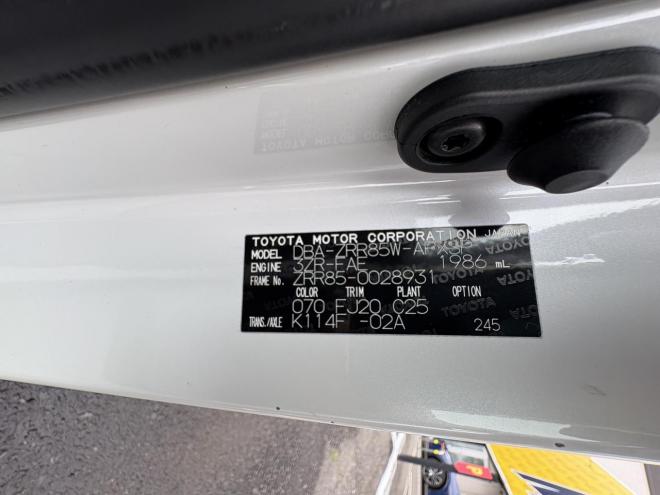 TOYOTA MOTOR CORPORATION JAPAN
MODEL DBA-ZRR85W-APXSP
ENGINE 3ZR-FAE 1986 mL
FRAME No. ZRR85-0028931
COLOR TRIM PLANT OPTION
070 FJ20 C25
TRANS./AXLE K114F -02A 245